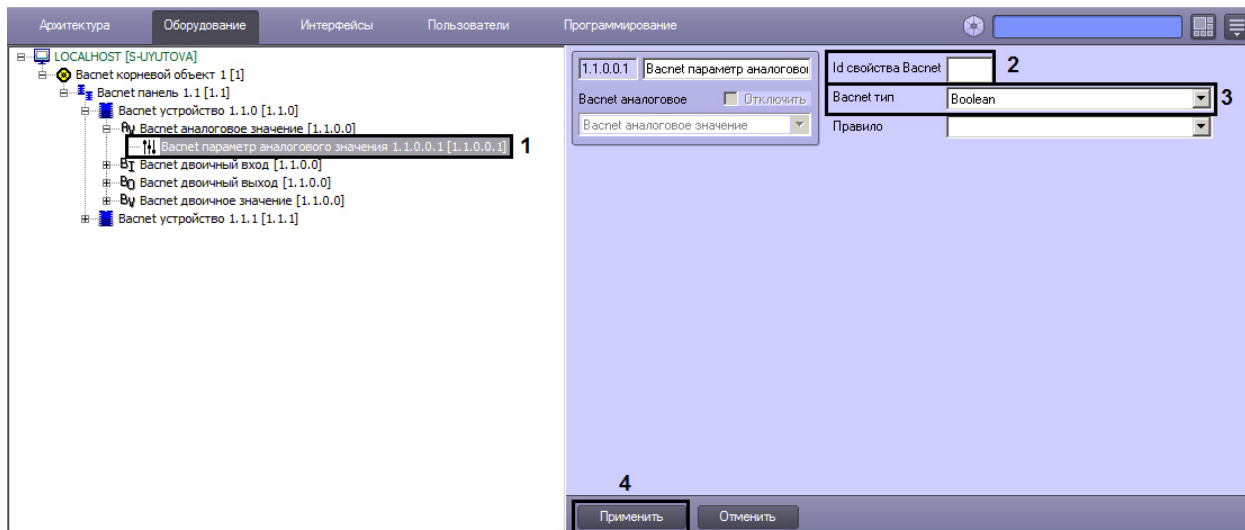 Архитектура Оборудование Интерфейсы Пользователи Программирование
LOCALHOST [S-UYUTOVA]
Bacnet корневой объект 1 [1]
Bacnet панель 1.1 [1.1]
Bacnet устройство 1.1.0 [1.1.0]
AV Bacnet аналоговое значение [1.1.0.0]
Bacnet параметр аналогового значения 1.1.0.0.1 [1.1.0.0.1] 1
BI Bacnet двоичный вход [1.1.0.0]
BO Bacnet двоичный выход [1.1.0.0]
BV Bacnet двоичное значение [1.1.0.0]
Bacnet устройство 1.1.1 [1.1.1]
1.1.0.0.1 Bacnet параметр аналогово
Bacnet аналоговое Отключить
Bacnet аналоговое значение
Id свойства Bacnet 2
Bacnet тип Boolean 3
Правило
4
Применить Отменить